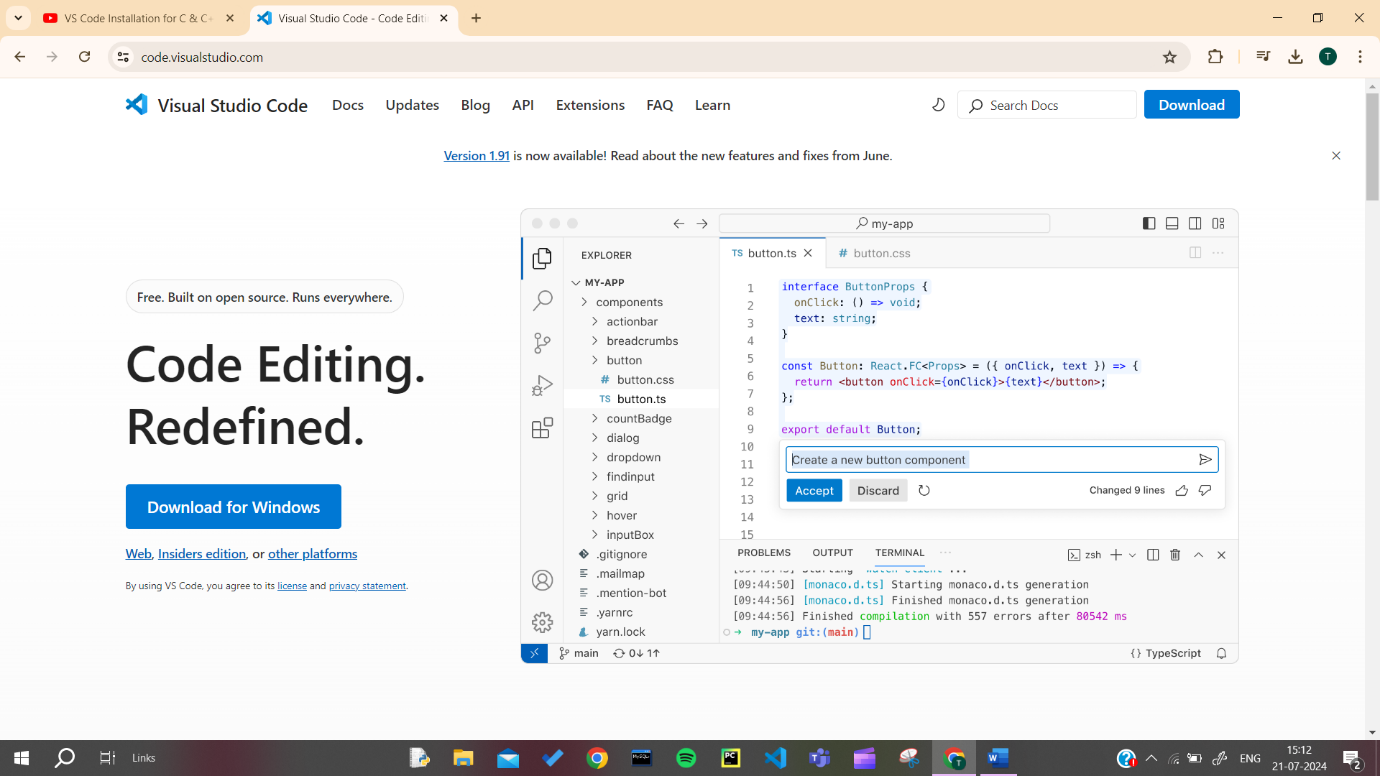 VS Code Installation for C & C+
Visual Studio Code - Code Editi
code.visualstudio.com
T
Visual Studio Code
Docs
Updates
Blog
API
Extensions
FAQ
Learn
Search Docs
Download
Version 1.91 is now available! Read about the new features and fixes from June.
Free. Built on open source. Runs everywhere.
Code Editing.
Redefined.
Download for Windows
Web, Insiders edition, or other platforms
By using VS Code, you agree to its license and privacy statement.
my-app
EXPLORER
MY-APP
components
actionbar
breadcrumbs
button
# button.css
TS button.ts
countBadge
dialog
dropdown
findinput
grid
hover
inputBox
.gitignore
.mailmap
.mention-bot
.yarnrc
yarn.lock
TS button.ts
# button.css
1 interface ButtonProps {
2 onClick: () => void;
3 text: string;
4 }
5
6 const Button: React.FC<Props> = ({ onClick, text }) => {
7 return <button onClick={onClick}>{text}</button>;
8 };
9
10 export default Button;
11
12
13
14
15
Create a new button component
Accept
Discard
Changed 9 lines
PROBLEMS
OUTPUT
TERMINAL
zsh
[09:44:50] [monaco.d.ts] Starting monaco.d.ts generation
[09:44:56] [monaco.d.ts] Finished monaco.d.ts generation
[09:44:56] Finished compilation with 557 errors after 80542 ms
my-app git:(main)
main
0↓ 1↑
{} TypeScript
Links
MySQL
PC
T
W
ENG
15:12
21-07-2024
2